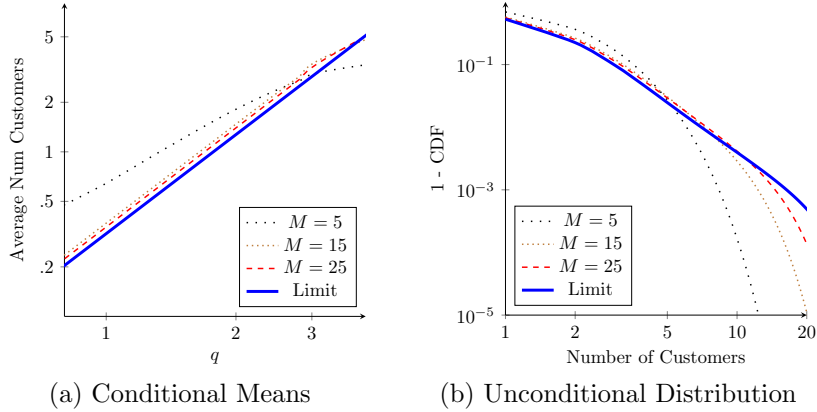 5
2
1
.5
.2
1
2
3
Average Num Customers
q
M = 5
M = 15
M = 25
Limit
(a) Conditional Means
10⁻¹
10⁻³
10⁻⁵
1
2
5
10
20
1 - CDF
Number of Customers
M = 5
M = 15
M = 25
Limit
(b) Unconditional Distribution